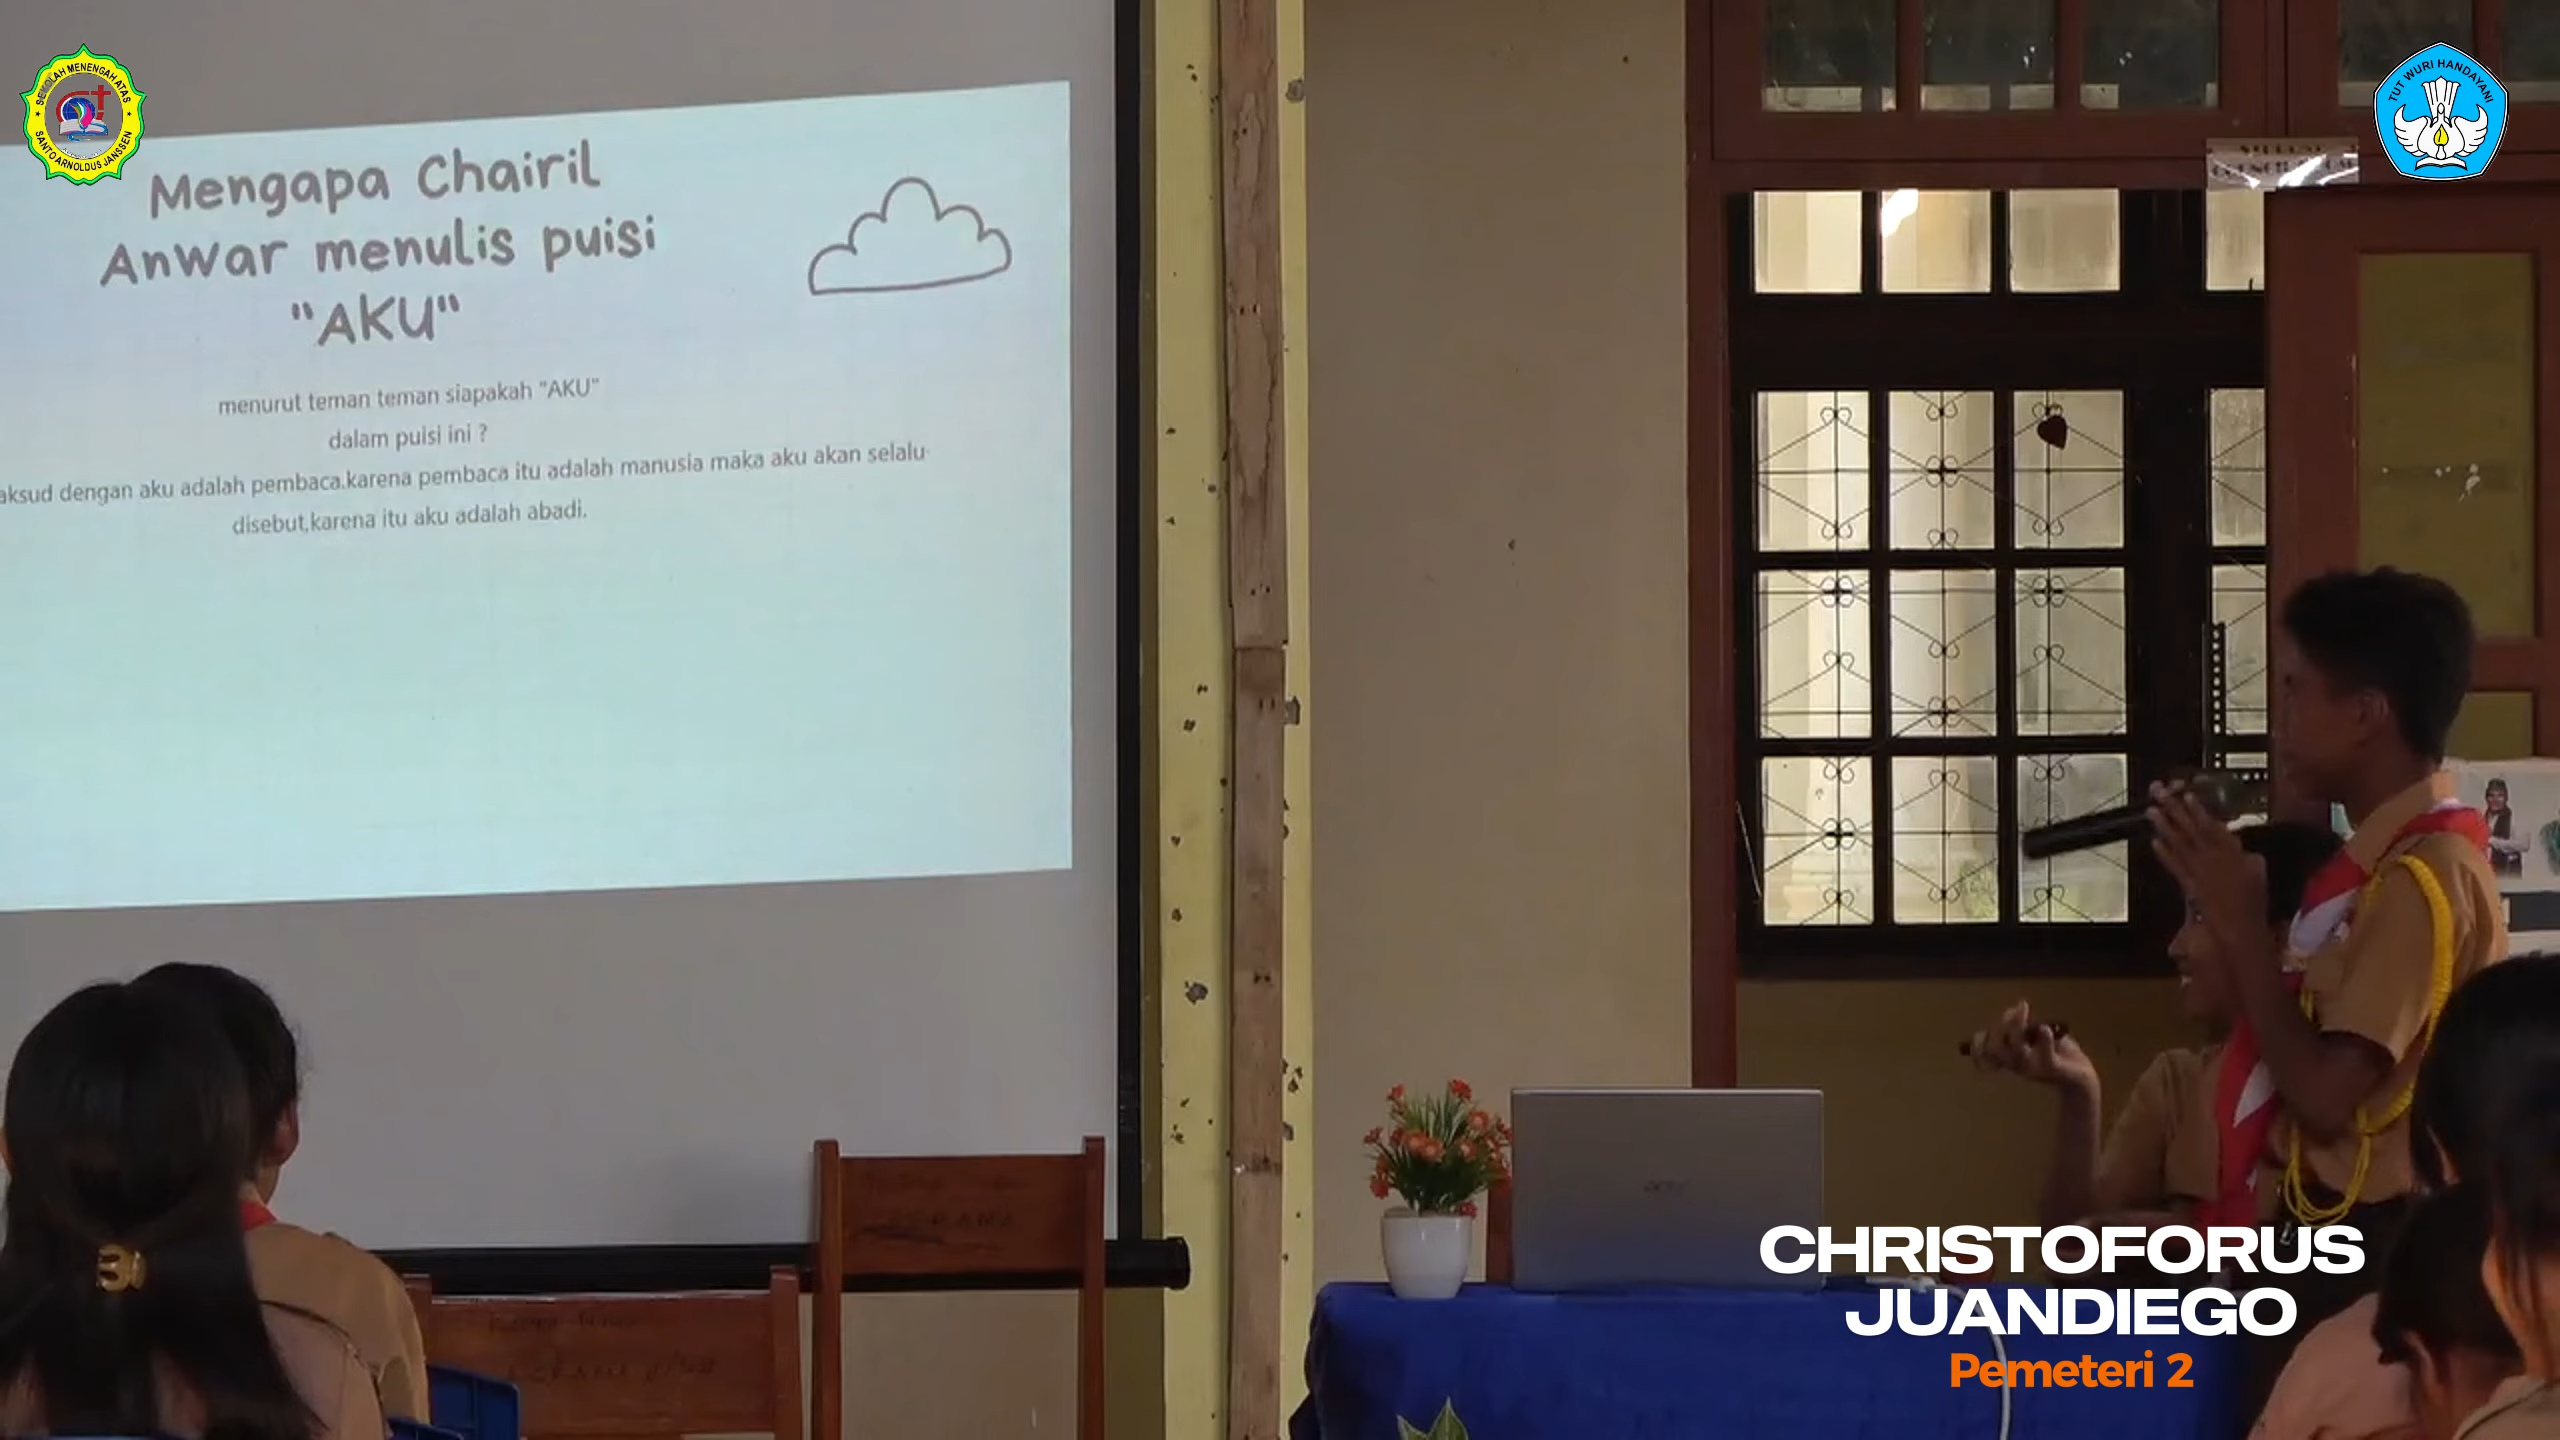 SEKOLAH MENENGAH ATAS
SANTO ARNOLDUS JANSSEN
TUT WURI HANDAYANI
Mengapa Chairil
Anwar menulis puisi
"AKU"
menurut teman teman siapakah "AKU"
dalam puisi ini ?
aksud dengan aku adalah pembaca.karena pembaca itu adalah manusia maka aku akan selalu
disebut,karena itu aku adalah abadi.
acer
CHRISTOFORUS
JUANDIEGO
Pemeteri 2